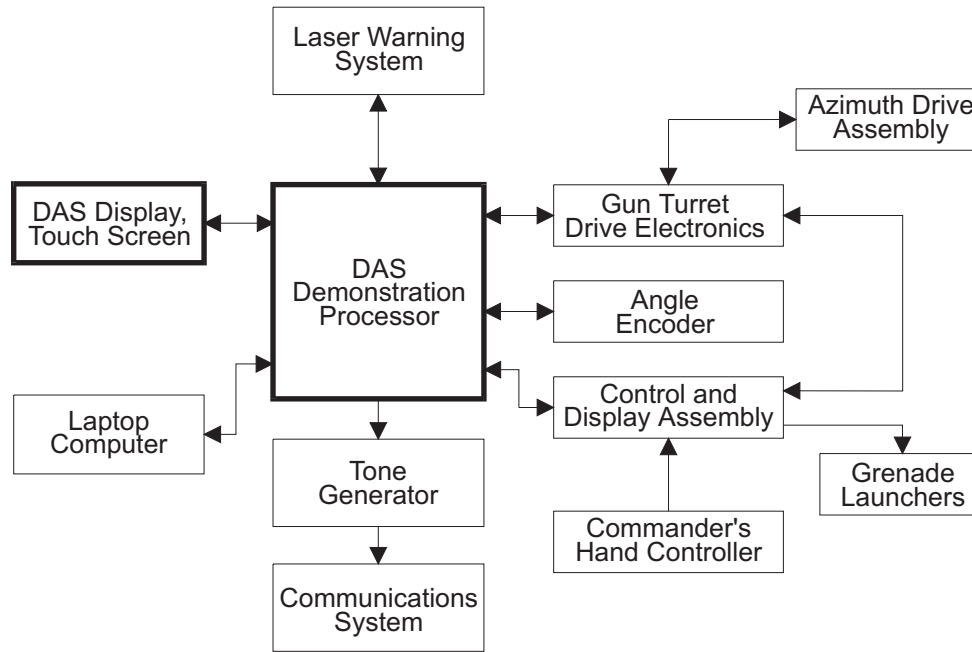 Laser Warning
System
Azimuth Drive
Assembly
DAS Display,
Touch Screen
DAS
Demonstration
Processor
Gun Turret
Drive Electronics
Angle
Encoder
Laptop
Computer
Control and
Display Assembly
Tone
Generator
Grenade
Launchers
Commander's
Hand Controller
Communications
System